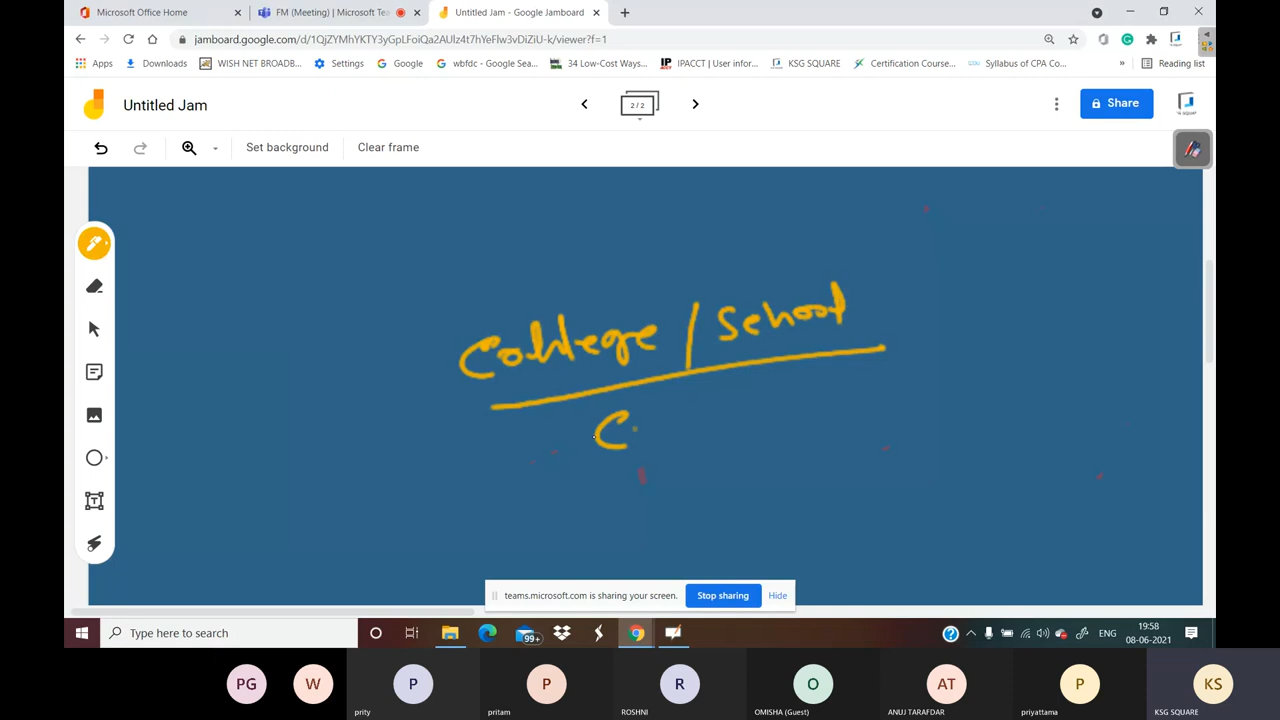 Microsoft Office Home
FM (Meeting) | Microsoft Tea
Untitled Jam - Google Jamboard
jamboard.google.com/d/1QjZYMhYKTY3yGpLFoiQa2AUlz4t7hYeFlw3vDiZiU-k/viewer?f=1
Apps Downloads WISH NET BROADB... Settings Google wbfdc - Google Sea... 34 Low-Cost Ways... IPACCT | User infor... KSG SQUARE Certification Course... Syllabus of CPA Co... » Reading list
Untitled Jam
2 / 2
Share
Set background Clear frame
College / School
C
teams.microsoft.com is sharing your screen. Stop sharing Hide
Type here to search
99+
ENG
19:58
08-06-2021
PG W P P R O AT P KS
prity pritam ROSHNI OMISHA (Guest) ANUJ TARAFDAR priyattama KSG SQUARE